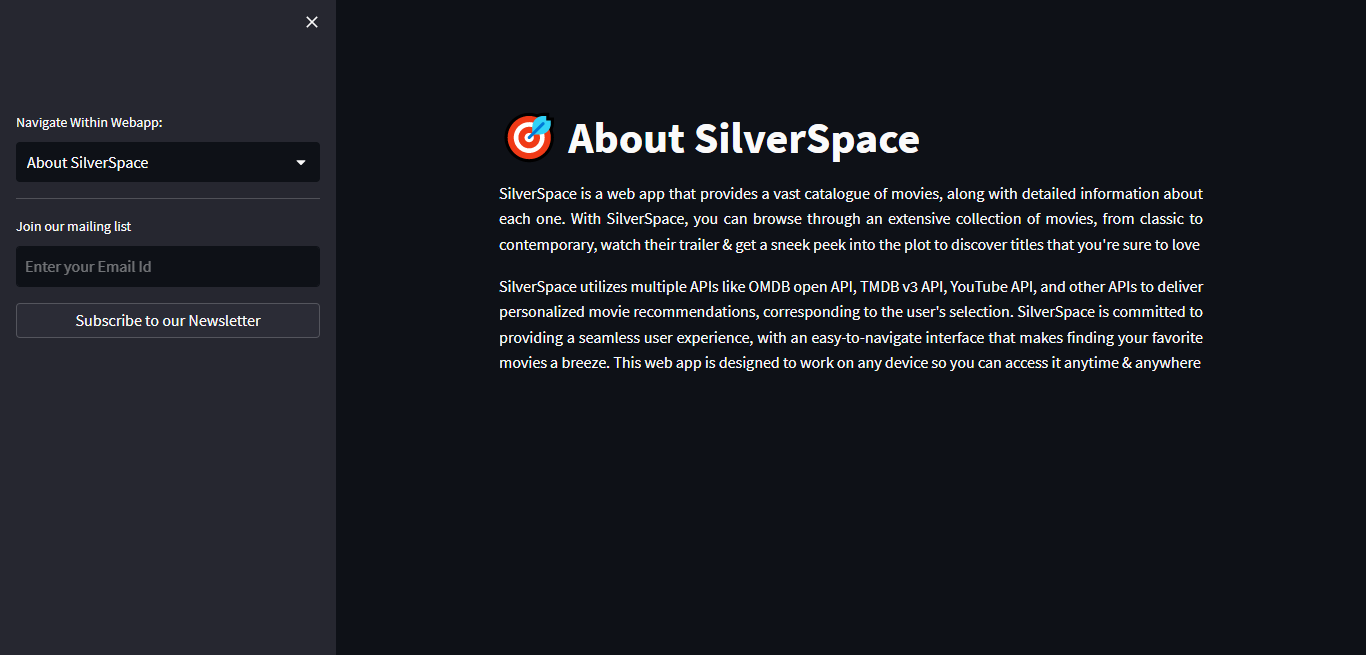 Navigate Within Webapp:
About SilverSpace
Join our mailing list
Enter your Email Id
Subscribe to our Newsletter
About SilverSpace
SilverSpace is a web app that provides a vast catalogue of movies, along with detailed information about
each one. With SilverSpace, you can browse through an extensive collection of movies, from classic to
contemporary, watch their trailer & get a sneek peek into the plot to discover titles that you're sure to love
SilverSpace utilizes multiple APIs like OMDB open API, TMDB v3 API, YouTube API, and other APIs to deliver
personalized movie recommendations, corresponding to the user's selection. SilverSpace is committed to
providing a seamless user experience, with an easy-to-navigate interface that makes finding your favorite
movies a breeze. This web app is designed to work on any device so you can access it anytime & anywhere